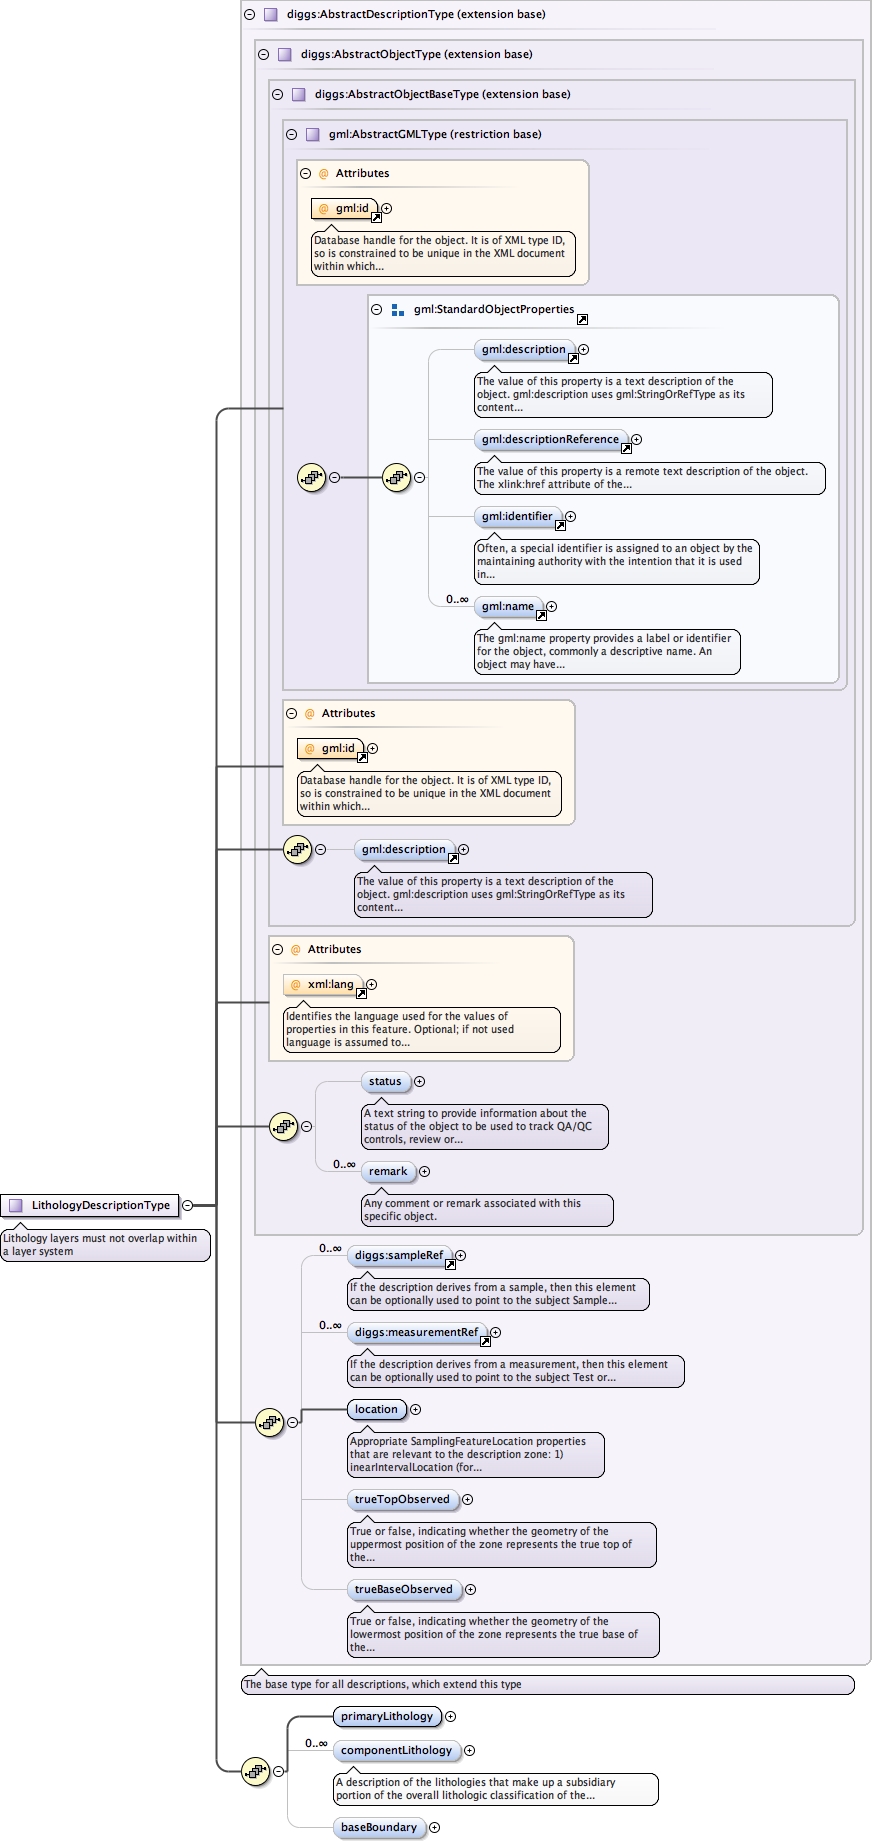 diggs:AbstractDescriptionType (extension base)
diggs:AbstractObjectType (extension base)
diggs:AbstractObjectBaseType (extension base)
gml:AbstractGMLType (restriction base)
@ Attributes
@ gml:id
Database handle for the object. It is of XML type ID,
so is constrained to be unique in the XML document
within which...
gml:StandardObjectProperties
gml:description
The value of this property is a text description of the
object. gml:description uses gml:StringOrRefType as its
content...
gml:descriptionReference
The value of this property is a remote text description of the object.
The xlink:href attribute of the...
gml:identifier
Often, a special identifier is assigned to an object by the
maintaining authority with the intention that it is used
in...
0..∞
gml:name
The gml:name property provides a label or identifier
for the object, commonly a descriptive name. An
object may have...
@ Attributes
@ gml:id
Database handle for the object. It is of XML type ID,
so is constrained to be unique in the XML document
within which...
gml:description
The value of this property is a text description of the
object. gml:description uses gml:StringOrRefType as its
content...
@ Attributes
@ xml:lang
Identifies the language used for the values of
properties in this feature. Optional; if not used
language is assumed to...
status
A text string to provide information about the
status of the object to be used to track QA/QC
controls, review or...
0..∞
remark
Any comment or remark associated with this
specific object.
LithologyDescriptionType
Lithology layers must not overlap within
a layer system
0..∞
diggs:sampleRef
If the description derives from a sample, then this element
can be optionally used to point to the subject Sample...
0..∞
diggs:measurementRef
If the description derives from a measurement, then this element
can be optionally used to point to the subject Test or...
location
Appropriate SamplingFeatureLocation properties
that are relevant to the description zone: 1)
inearIntervalLocation (for...
trueTopObserved
True or false, indicating whether the geometry of the
uppermost position of the zone represents the true top of
the...
trueBaseObserved
True or false, indicating whether the geometry of the
lowermost position of the zone represents the true base of
the...
The base type for all descriptions, which extend this type
primaryLithology
0..∞
componentLithology
A description of the lithologies that make up a subsidiary
portion of the overall lithologic classification of the...
baseBoundary